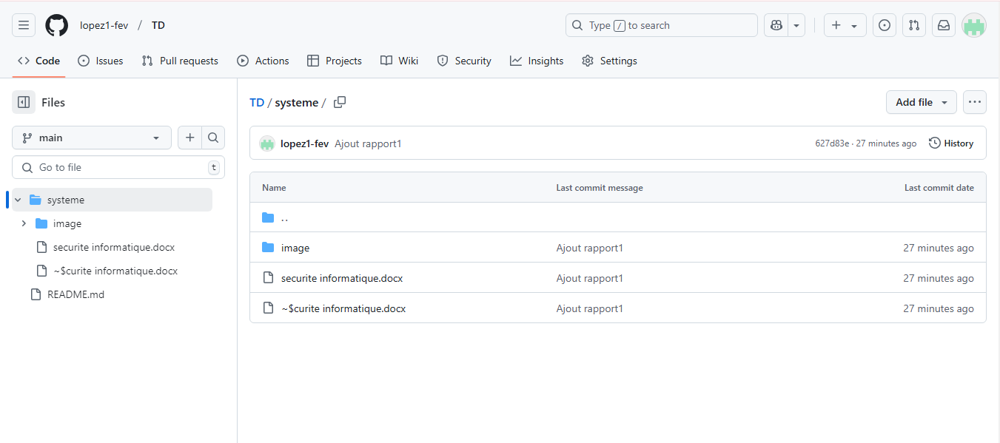 lopez1-fev / TD
Type / to search
Code Issues Pull requests Actions Projects Wiki Security Insights Settings
Files
main
Go to file t
systeme
image
securite informatique.docx
~$curite informatique.docx
README.md
TD / systeme /
Add file
lopez1-fev Ajout rapport1 627d83e · 27 minutes ago History
Name Last commit message Last commit date
..
image Ajout rapport1 27 minutes ago
securite informatique.docx Ajout rapport1 27 minutes ago
~$curite informatique.docx Ajout rapport1 27 minutes ago